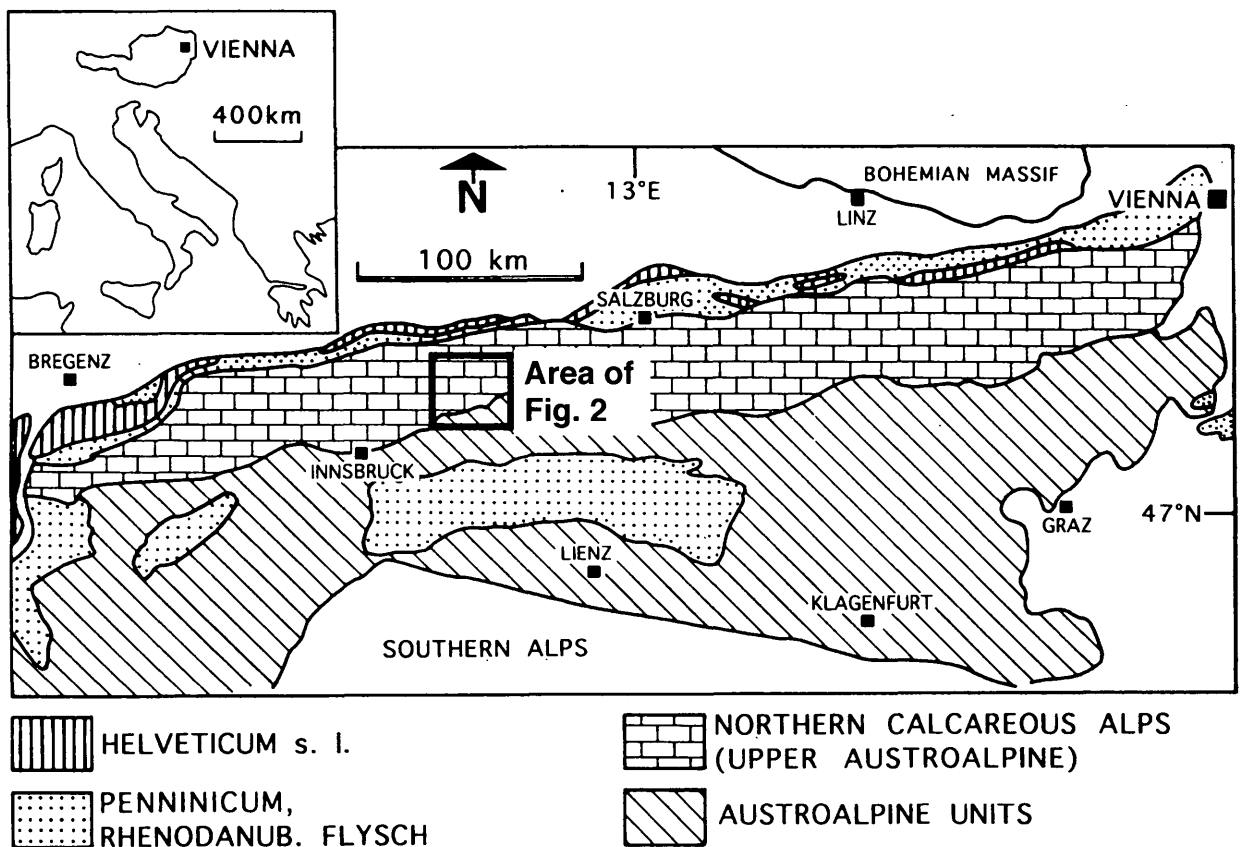 VIENNA
400km
N
13°E
BOHEMIAN MASSIF
VIENNA
LINZ
100 km
SALZBURG
BREGENZ
Area of
Fig. 2
INNSBRUCK
GRAZ
47°N
LIENZ
KLAGENFURT
SOUTHERN ALPS
HELVETICUM s. l.
NORTHERN CALCAREOUS ALPS
(UPPER AUSTROALPINE)
PENNINICUM,
RHENODANUB. FLYSCH
AUSTROALPINE UNITS